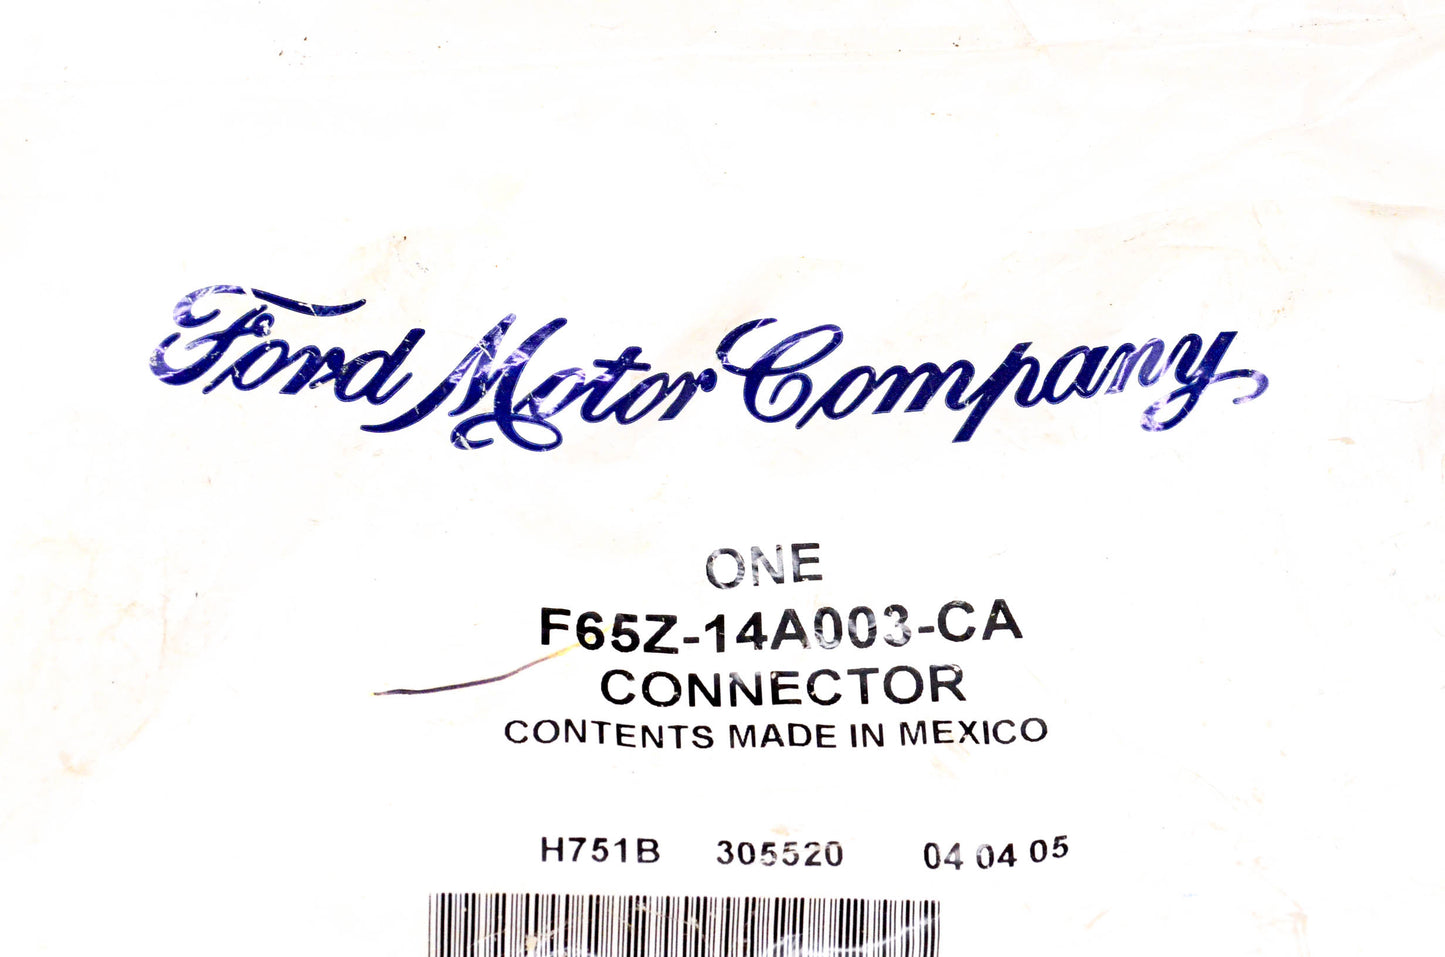 Ford Motor Company
ONE
F65Z-14A003-CA
CONNECTOR
CONTENTS MADE IN MEXICO
H751B 305520 04 04 05